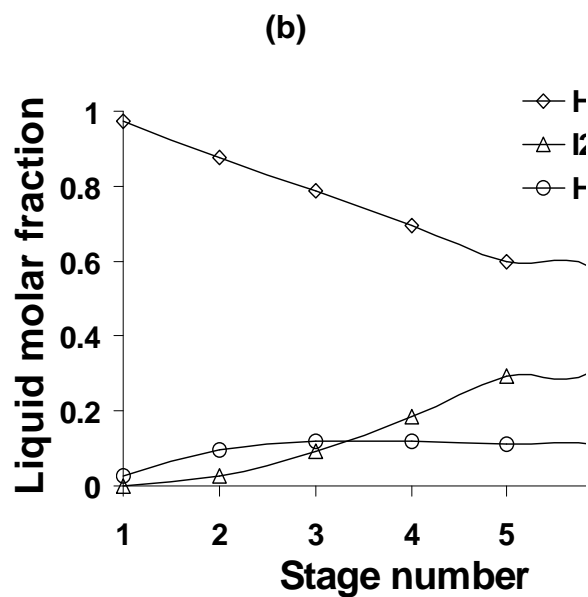 (b)
Liquid molar fraction
1
0.8
0.6
0.4
0.2
0
H
I2
H
1 2 3 4 5
Stage number